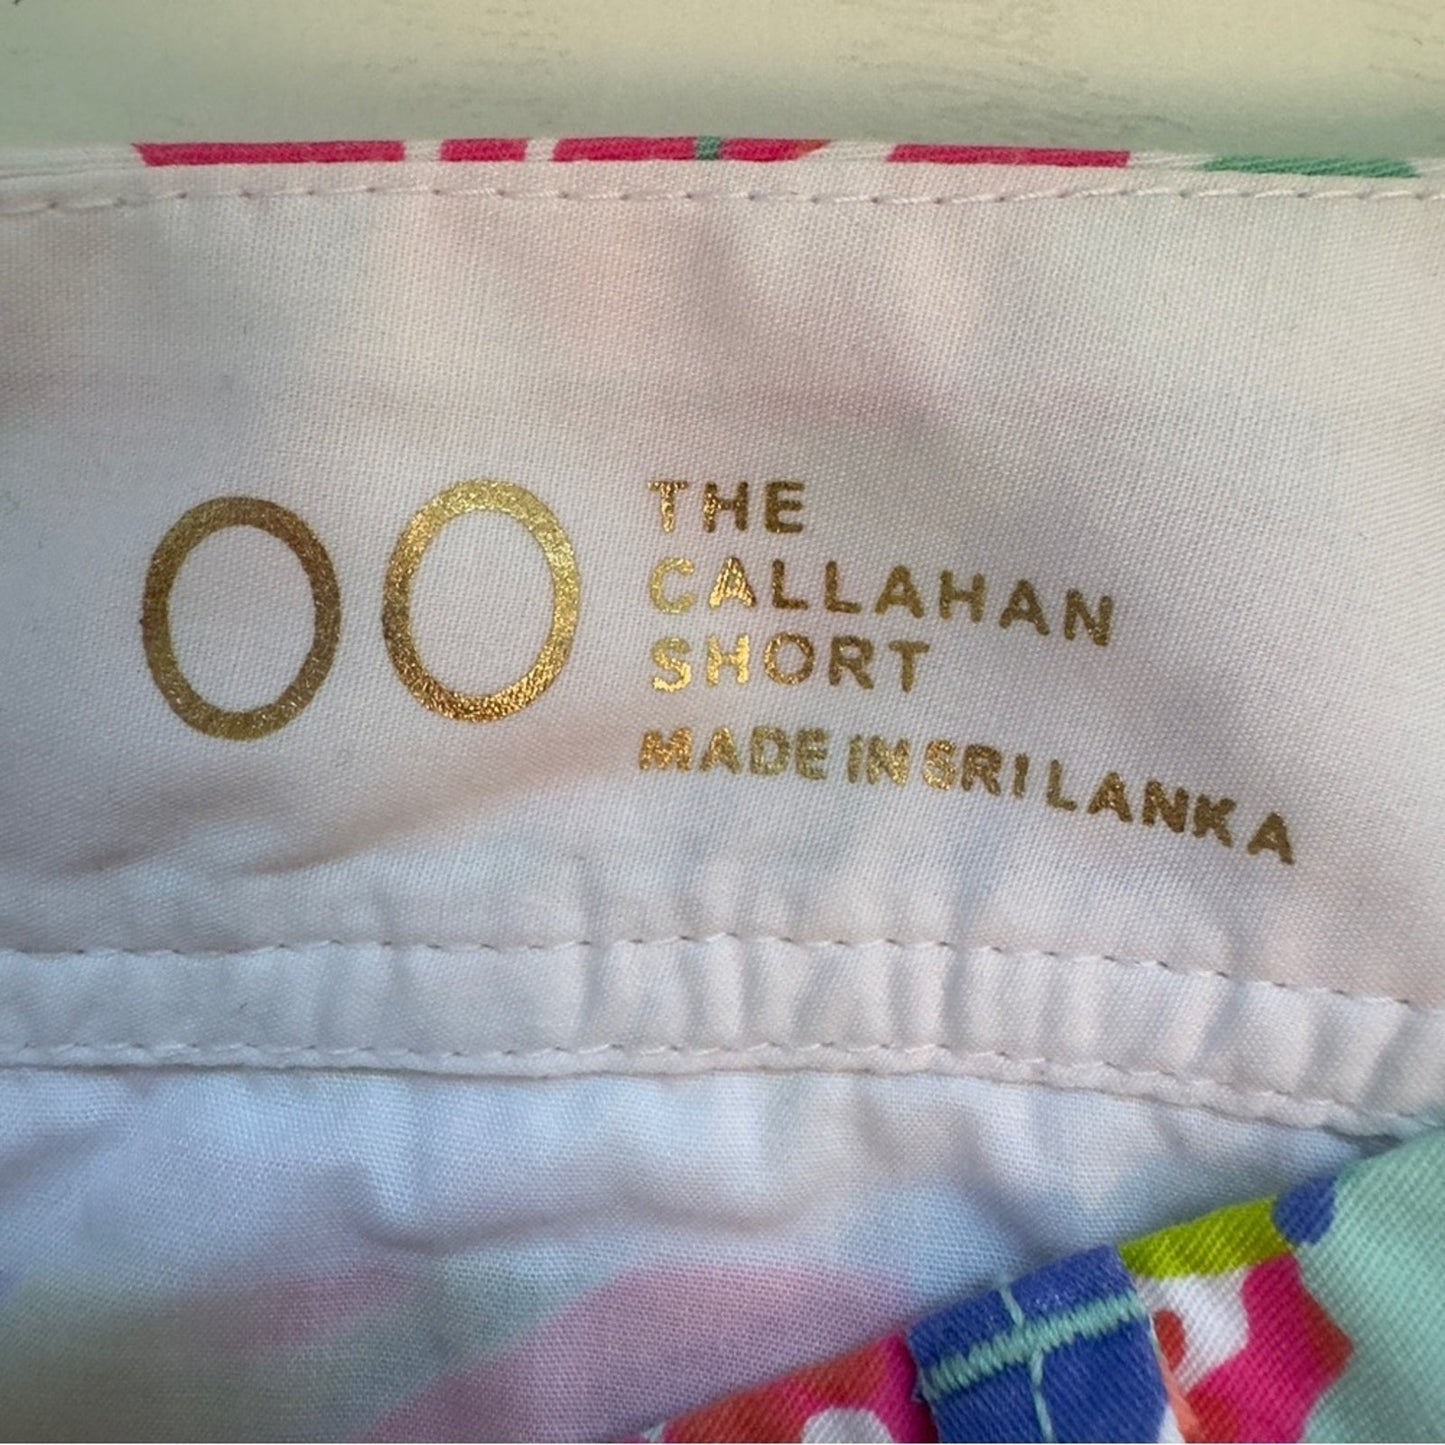 00
THE
CALLAHAN
SHORT
MADE IN SRI LANKA